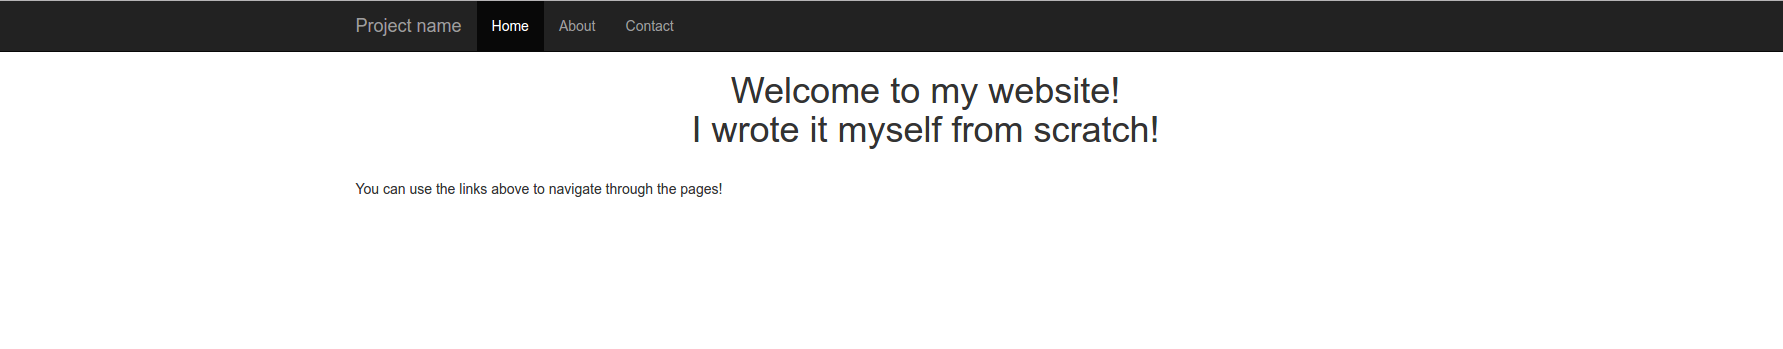 Project name Home About Contact
Welcome to my website!
I wrote it myself from scratch!
You can use the links above to navigate through the pages!